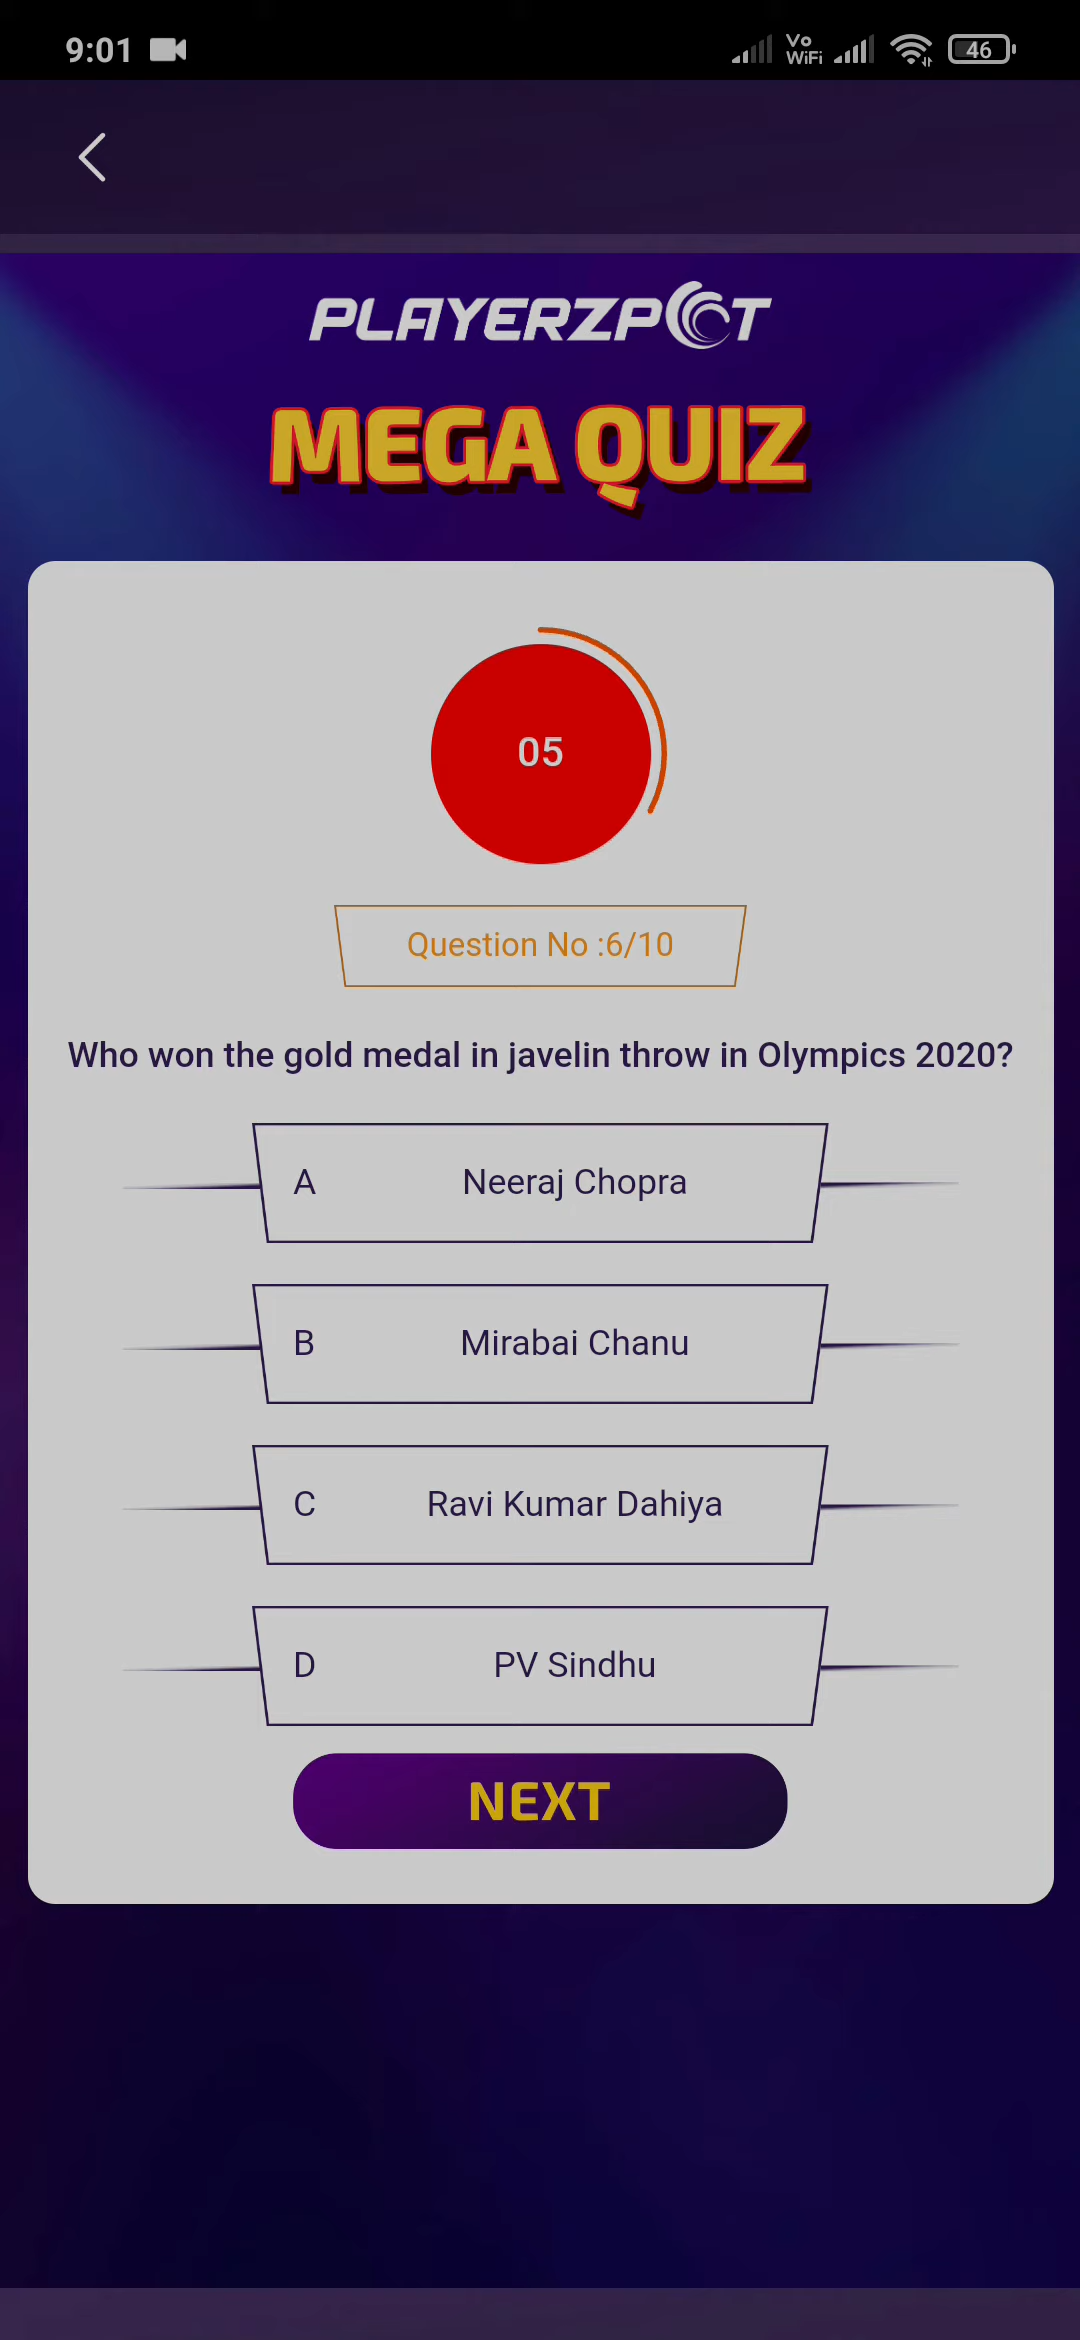 9:01
Vo
WiFi
46
PLAYERZPOT
MEGA QUIZ
05
Question No :6/10
Who won the gold medal in javelin throw in Olympics 2020?
A Neeraj Chopra
B Mirabai Chanu
C Ravi Kumar Dahiya
D PV Sindhu
NEXT